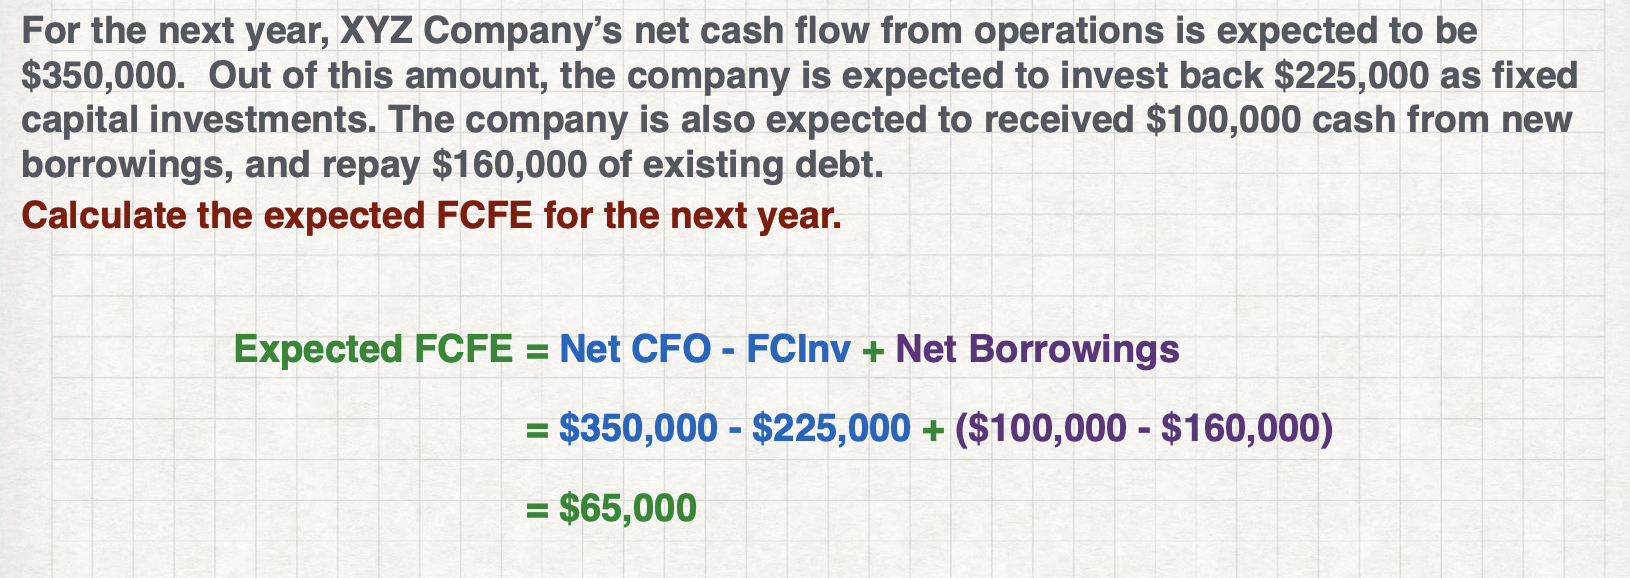 For the next year, XYZ Company’s net cash flow from operations is expected to be
$350,000.  Out of this amount, the company is expected to invest back $225,000 as fixed
capital investments. The company is also expected to received $100,000 cash from new
borrowings, and repay $160,000 of existing debt.
Calculate the expected FCFE for the next year.
Expected FCFE = Net CFO - FCInv + Net Borrowings
= $350,000 - $225,000 + ($100,000 - $160,000)
= $65,000